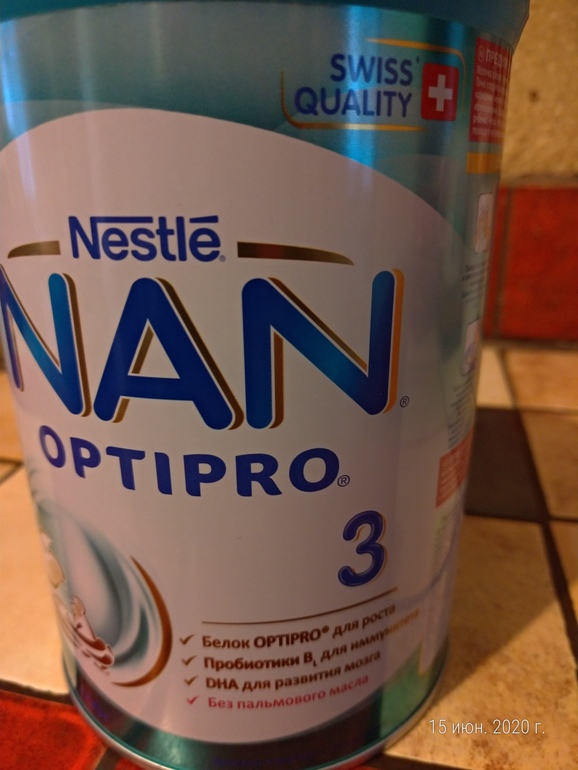 SWISS
QUALITY
Nestlé®
NAN®
OPTIPRO®
3
✓ Белок OPTIPRO® для роста
✓ Пробиотики BL для иммунитета
✓ DHA для развития мозга
✓ Без пальмового масла
15 июн. 2020 г.